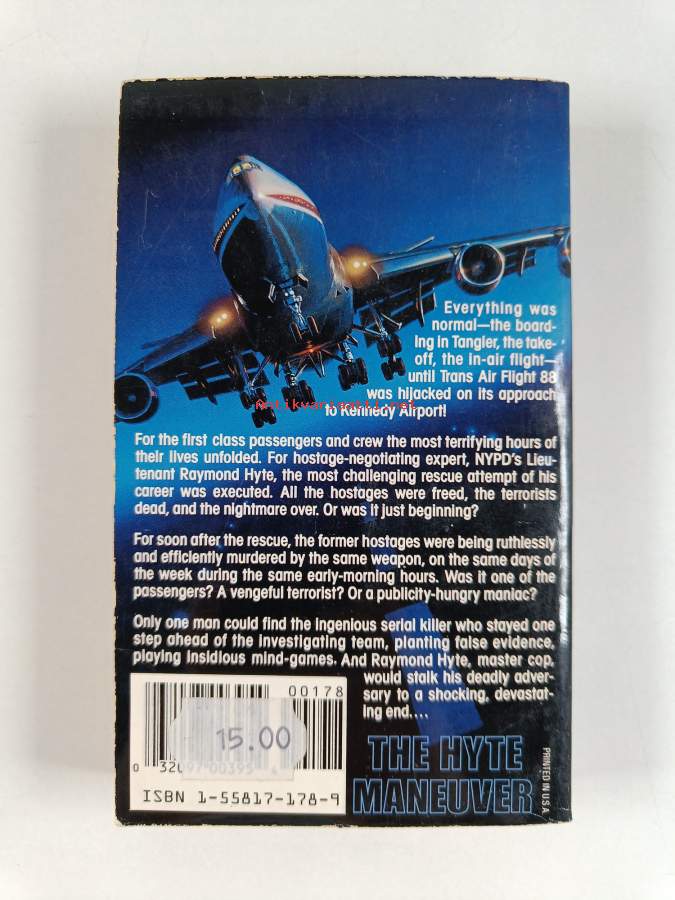 Everything was
normal—the board-
ing in Tangier, the take-
off, the in-air flight—
until Trans Air Flight 88
was hijacked on its approach
to Kennedy Airport!
Antikvariaatti.net
For the first class passengers and crew the most terrifying hours of
their lives unfolded. For hostage-negotiating expert, NYPD's Lieu-
tenant Raymond Hyte, the most challenging rescue attempt of his
career was executed. All the hostages were freed, the terrorists
dead, and the nightmare over. Or was it just beginning?
For soon after the rescue, the former hostages were being ruthlessly
and efficiently murdered by the same weapon, on the same days of
the week during the same early-morning hours. Was it one of the
passengers? A vengeful terrorist? Or a publicity-hungry maniac?
Only one man could find the ingenious serial killer who stayed one
step ahead of the investigating team, planting false evidence,
playing insidious mind-games. And Raymond Hyte, master cop,
would stalk his deadly adver-
sary to a shocking, devastat-
ing end....
00178
15.00
ISBN 1-55817-178-9
THE HYTE
MANEUVER
PRINTED IN U.S.A.